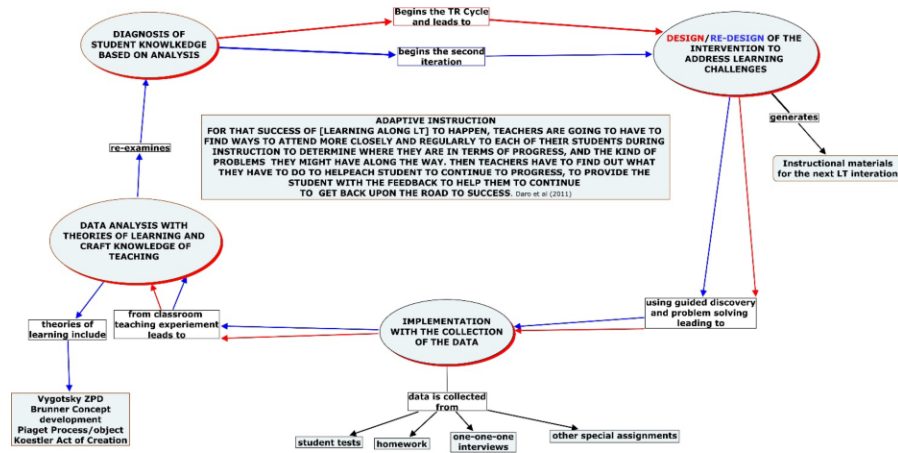 DIAGNOSIS OF
STUDENT KNOWLKEDGE
BASED ON ANALYSIS
Begins the TR Cycle
and leads to
begins the second
iteration
DESIGN/RE-DESIGN OF THE
INTERVENTION TO
ADDRESS LEARNING
CHALLENGES
generates
Instructional materials
for the next LT interation
re-examines
ADAPTIVE INSTRUCTION
FOR THAT SUCCESS OF [LEARNING ALONG LT] TO HAPPEN, TEACHERS ARE GOING TO HAVE TO
FIND WAYS TO ATTEND MORE CLOSELY AND REGULARLY TO EACH OF THEIR STUDENTS DURING
INSTRUCTION TO DETERMINE WHERE THEY ARE IN TERMS OF PROGRESS, AND THE KIND OF
PROBLEMS THEY MIGHT HAVE ALONG THE WAY. THEN TEACHERS HAVE TO FIND OUT WHAT
THEY HAVE TO DO TO HELPEACH STUDENT TO CONTINUE TO PROGRESS, TO PROVIDE THE
STUDENT WITH THE FEEDBACK TO HELP THEM TO CONTINUE
TO GET BACK UPON THE ROAD TO SUCCESS. Daro et al (2011)
DATA ANALYSIS WITH
THEORIES OF LEARNING AND
CRAFT KNOWLEDGE OF
TEACHING
theories of
learning include
from classroom
teaching experiement
leads to
IMPLEMENTATION
WITH THE COLLECTION
OF THE DATA
using guided discovery
and problem solving
leading to
Vygotsky ZPD
Brunner Concept
development
Piaget Process/object
Koestler Act of Creation
data is collected
from
student tests
homework
one-one-one
interviews
other special assignments